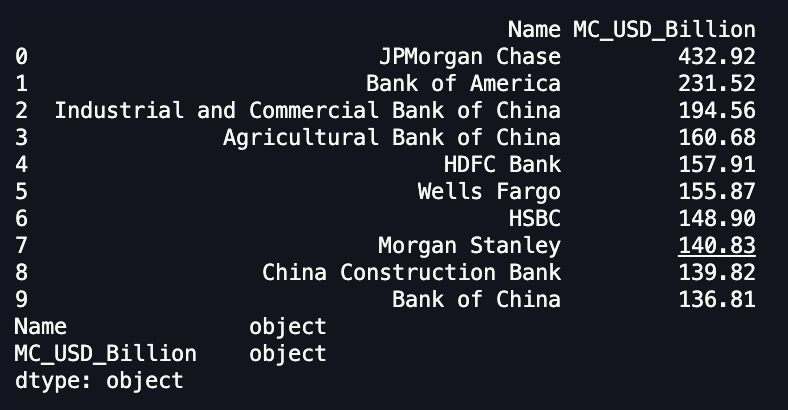 Name MC_USD_Billion
0 JPMorgan Chase 432.92
1 Bank of America 231.52
2 Industrial and Commercial Bank of China 194.56
3 Agricultural Bank of China 160.68
4 HDFC Bank 157.91
5 Wells Fargo 155.87
6 HSBC 148.90
7 Morgan Stanley 140.83
8 China Construction Bank 139.82
9 Bank of China 136.81
Name object
MC_USD_Billion object
dtype: object